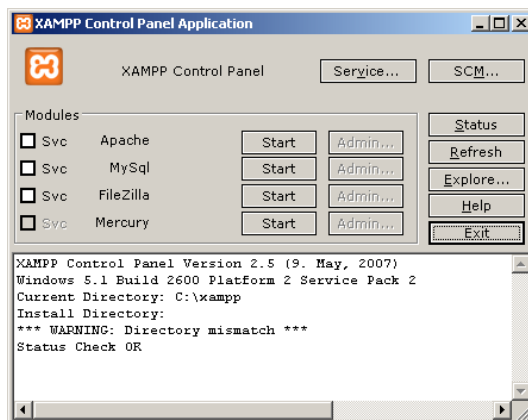 XAMPP Control Panel Application
XAMPP Control Panel
Service...
SCM...
Modules
Svc Apache Start Admin...
Svc MySql Start Admin...
Svc FileZilla Start Admin...
Svc Mercury Start Admin...
Status
Refresh
Explore...
Help
Exit
XAMPP Control Panel Version 2.5 (9. May, 2007)
Windows 5.1 Build 2600 Platform 2 Service Pack 2
Current Directory: C:\xampp
Install Directory:
*** WARNING: Directory mismatch ***
Status Check OK